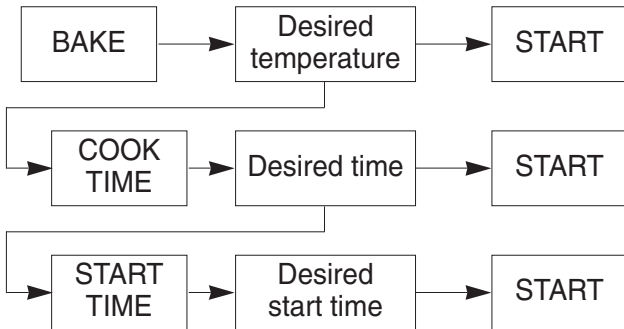 BAKE
Desired
temperature
START
COOK
TIME
Desired time
START
START
TIME
Desired
start time
START